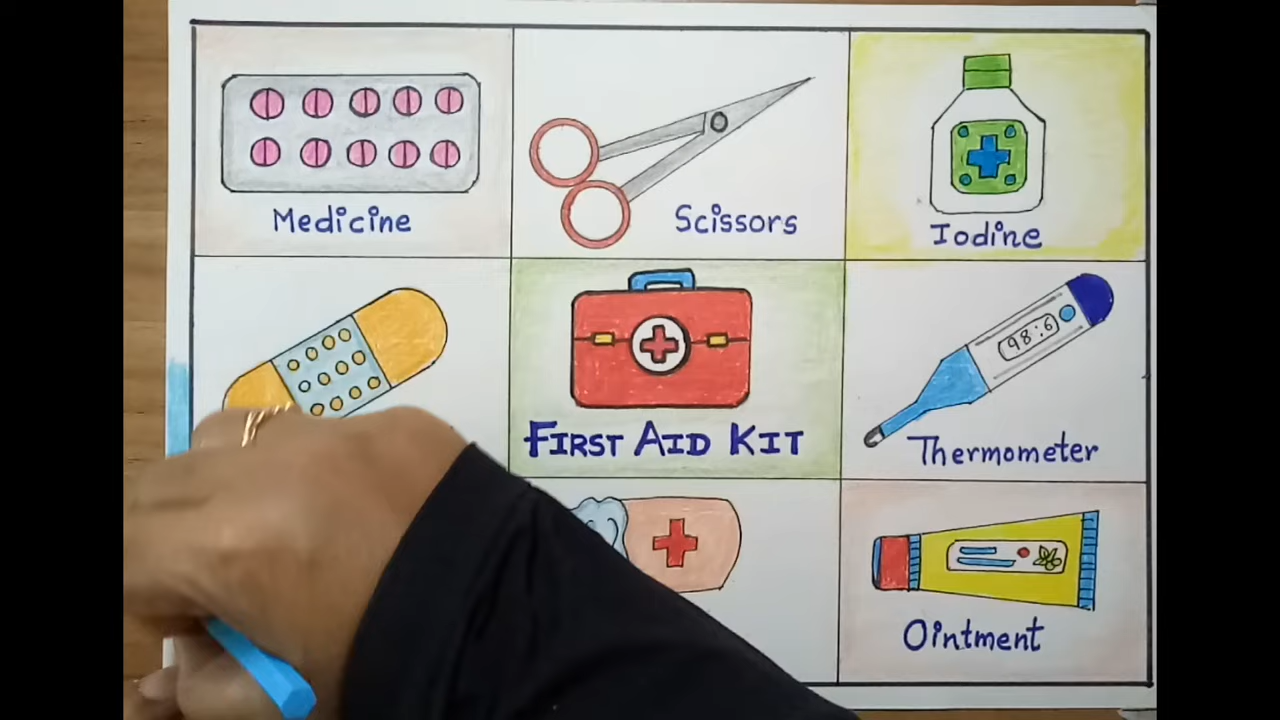 Medicine
Scissors
Iodine
98:6
FIRST AID KIT
Thermometer
Ointment